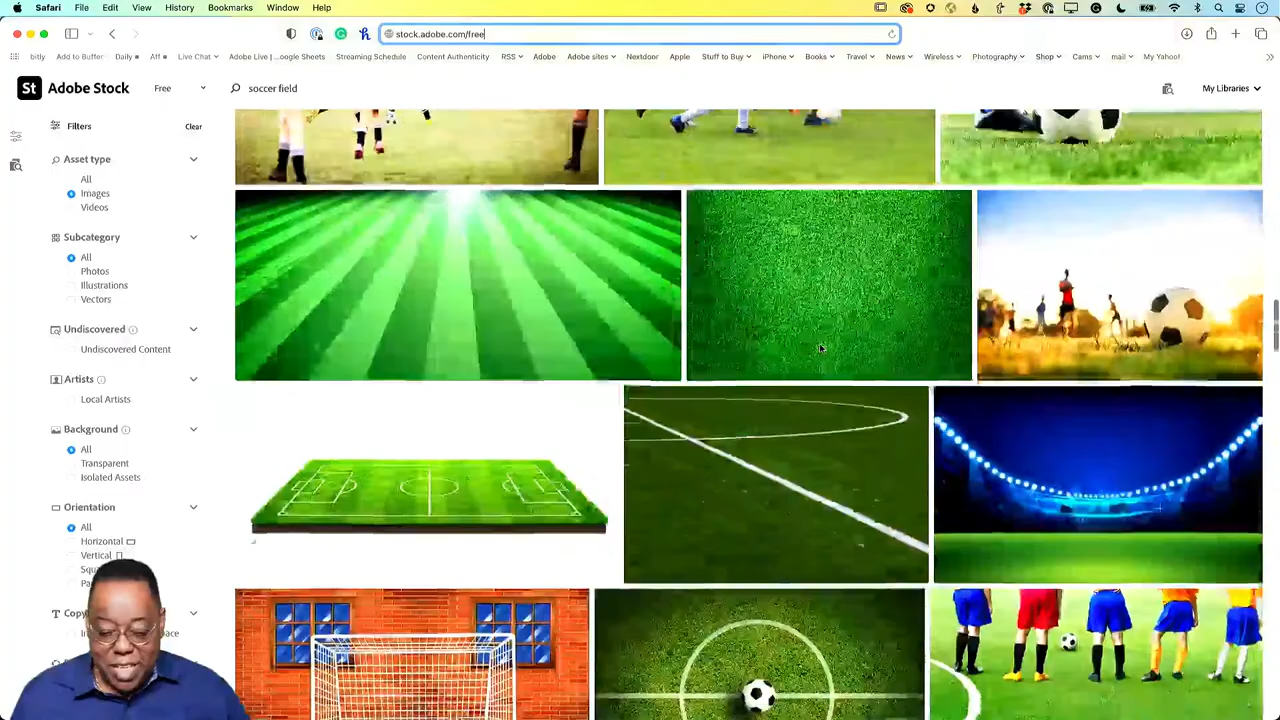 Safari File Edit View History Bookmarks Window Help
stock.adobe.com/free
bitly Add to Buffer Daily Aff Live Chat Adobe Live |...oogle Sheets Streaming Schedule Content Authenticity RSS Adobe Adobe sites Nextdoor Apple Stuff to Buy iPhone Books Travel News Wireless Photography Shop Cams mail My Yahoo!
St Adobe Stock Free soccer field My Libraries
Filters Clear
Asset type
All
Images
Videos
Subcategory
All
Photos
Illustrations
Vectors
Undiscovered
Undiscovered Content
Artists
Local Artists
Background
All
Transparent
Isolated Assets
Orientation
All
Horizontal
Vertical